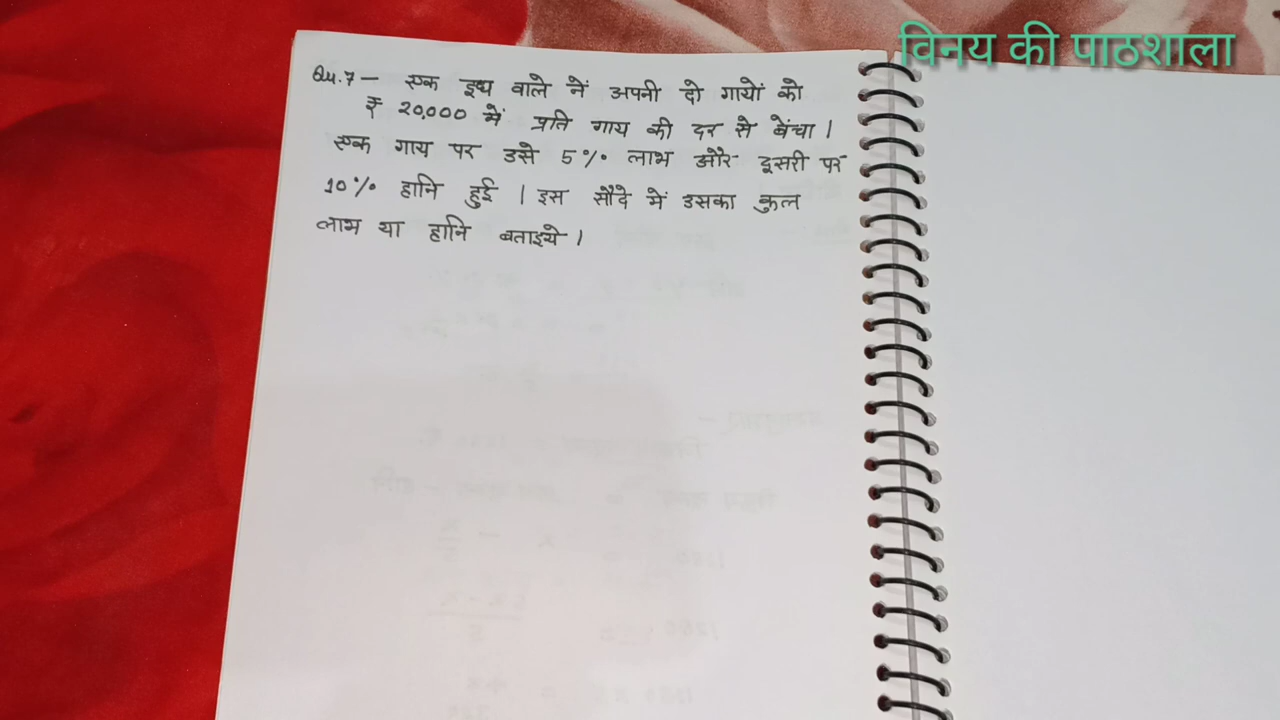 विनय की पाठशाला
Qu.7 - एक दूध वाले नें अपनी दो गायों को
₹ 20,000 में प्रति गाय की दर से बेंचा ।
एक गाय पर उसे 5% लाभ और दूसरी पर
10% हानि हुई । इस सौदे में उसका कुल
लाभ या हानि बताइये ।